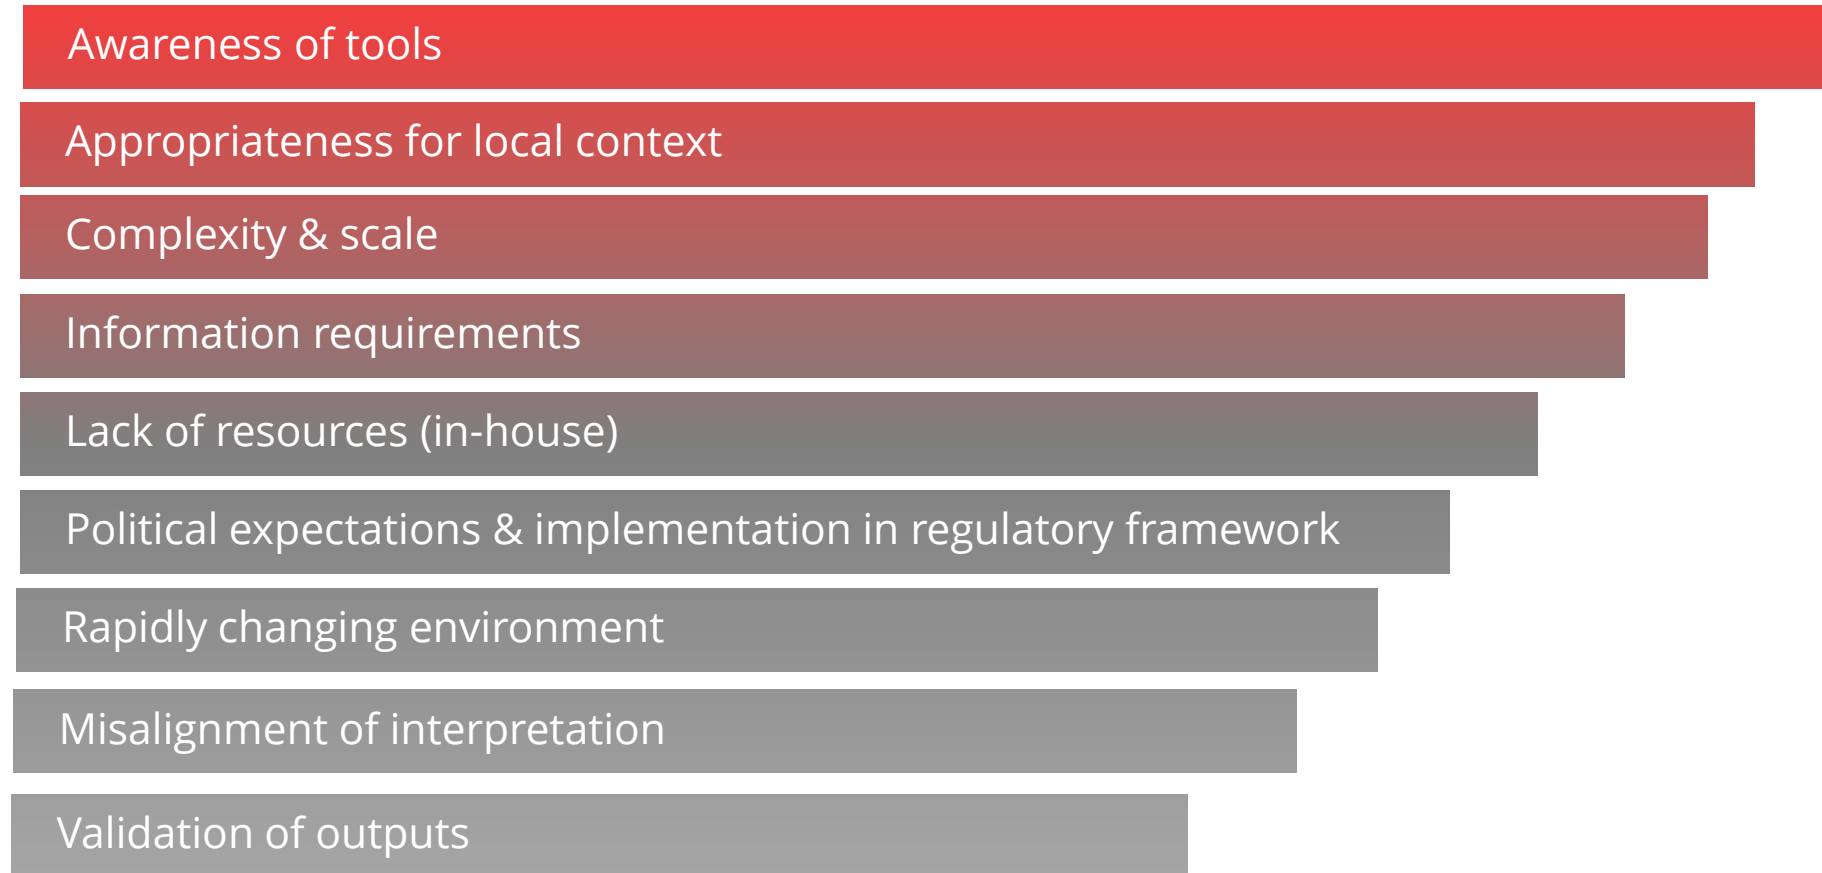 Awareness of tools
Appropriateness for local context
Complexity & scale
Information requirements
Lack of resources (in-house)
Political expectations & implementation in regulatory framework
Rapidly changing environment
Misalignment of interpretation
Validation of outputs